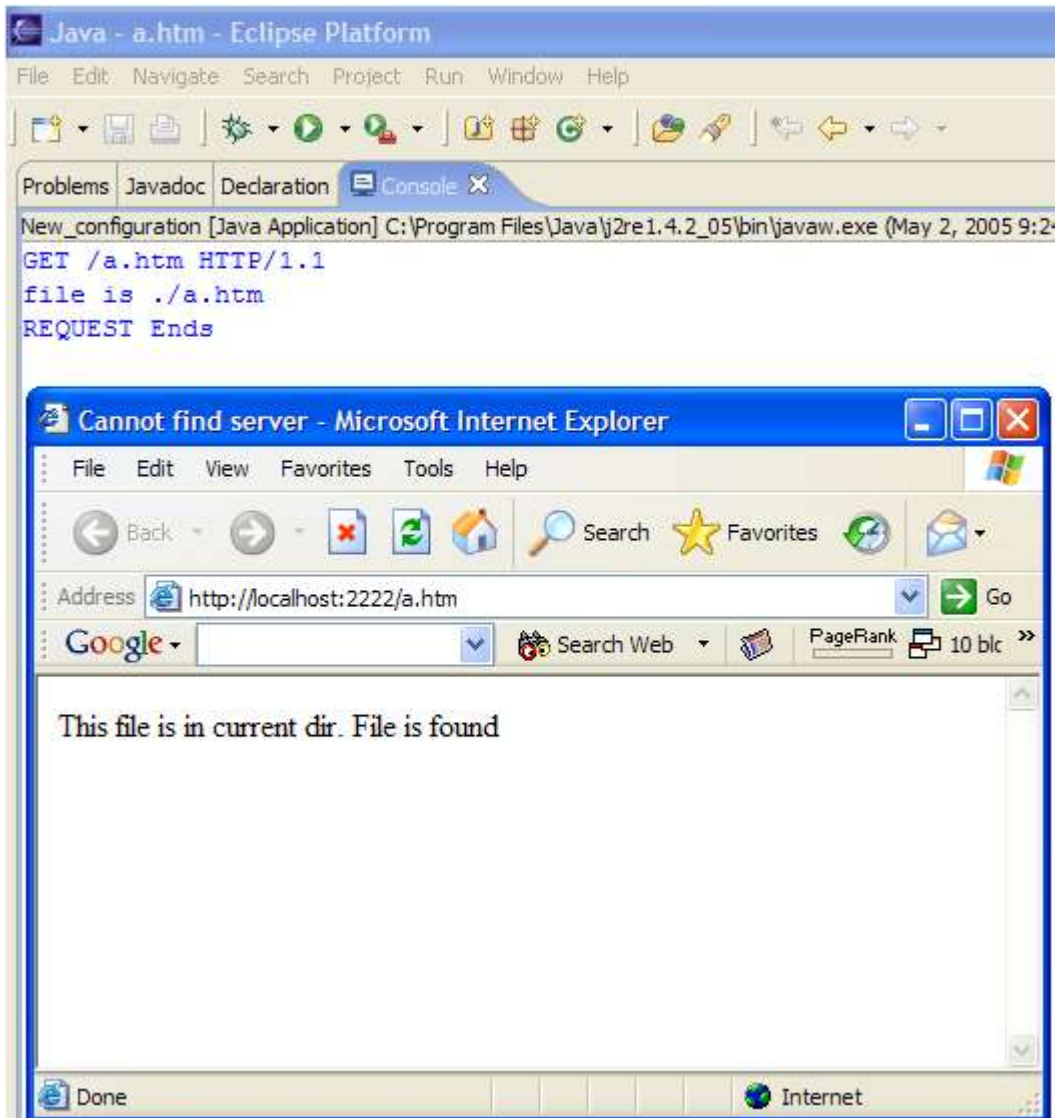 Java - a.htm - Eclipse Platform
File Edit Navigate Search Project Run Window Help
Problems Javadoc Declaration Console
New_configuration [Java Application] C:\Program Files\Java\j2re1.4.2_05\bin\javaw.exe (May 2, 2005 9:24
GET /a.htm HTTP/1.1
file is ./a.htm
REQUEST Ends
Cannot find server - Microsoft Internet Explorer
File Edit View Favorites Tools Help
Back Search Favorites
Address http://localhost:2222/a.htm Go
Google Search Web PageRank 10 blc »
This file is in current dir. File is found
Done Internet